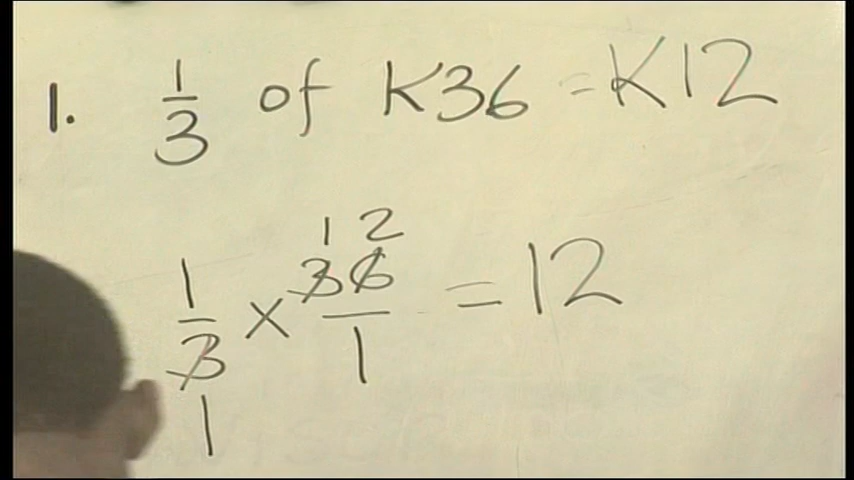 1. 1/3 of K36 = K12
1 2
1/3 × 36/1 = 12
1